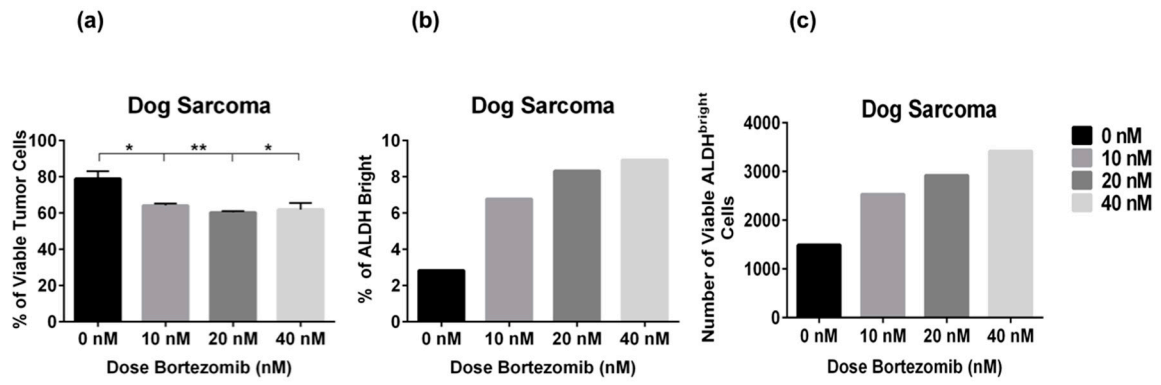 (a)
Dog Sarcoma
% of Viable Tumor Cells
100
80
60
40
20
0
* ** *
0 nM 10 nM 20 nM 40 nM
Dose Bortezomib (nM)
(b)
Dog Sarcoma
% of ALDH Bright
10
8
6
4
2
0
0 nM 10 nM 20 nM 40 nM
Dose Bortezomib (nM)
(c)
Dog Sarcoma
Number of Viable ALDHbright
Cells
4000
3000
2000
1000
0
0 nM 10 nM 20 nM 40 nM
Dose Bortezomib (nM)
0 nM
10 nM
20 nM
40 nM